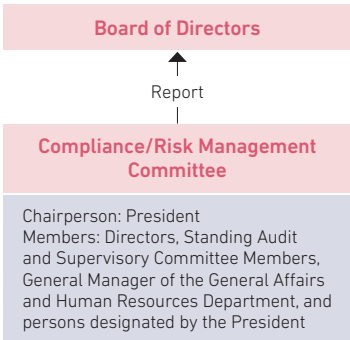 Board of Directors
Report
Compliance/Risk Management
Committee
Chairperson: President
Members: Directors, Standing Audit
and Supervisory Committee Members,
General Manager of the General Affairs
and Human Resources Department, and
persons designated by the President